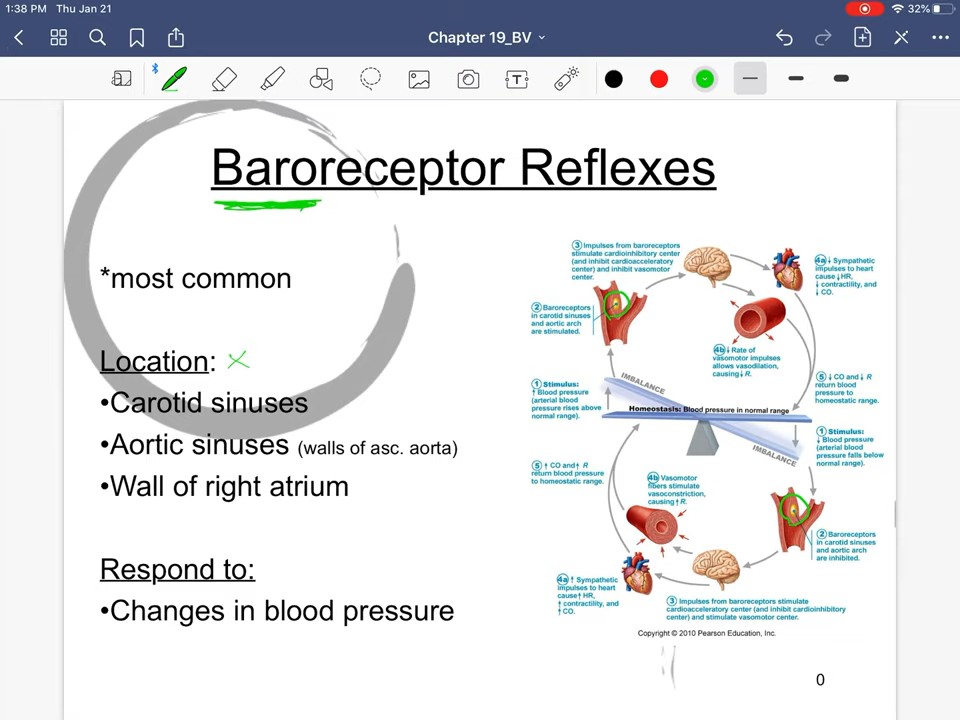 1:38 PM Thu Jan 21
32%
Chapter 19_BV
Baroreceptor Reflexes
*most common
Location:
•Carotid sinuses
•Aortic sinuses (walls of asc. aorta)
•Wall of right atrium
Respond to:
•Changes in blood pressure
3 Impulses from baroreceptors
stimulate cardioinhibitory center
(and inhibit cardioacceleratory
center) and inhibit vasomotor
center.
4a ↓ Sympathetic
impulses to heart
cause ↓ HR,
↓ contractility, and
↓ CO.
2 Baroreceptors
in carotid sinuses
and aortic arch
are stimulated.
4b ↓ Rate of
vasomotor impulses
allows vasodilation,
causing ↓ R.
5 ↓ CO and ↓ R
return blood
pressure to
homeostatic range.
1 Stimulus:
↑ Blood pressure
(arterial blood
pressure rises above
normal range).
IMBALANCE
Homeostasis: Blood pressure in normal range
IMBALANCE
1 Stimulus:
↓ Blood pressure
(arterial blood
pressure falls below
normal range).
5 ↑ CO and ↑ R
return blood pressure
to homeostatic range.
4b Vasomotor
fibers stimulate
vasoconstriction,
causing ↑ R.
2 Baroreceptors
in carotid sinuses
and aortic arch
are inhibited.
4a ↑ Sympathetic
impulses to heart
cause ↑ HR,
↑ contractility, and
↑ CO.
3 Impulses from baroreceptors stimulate
cardioacceleratory center (and inhibit cardioinhibitory
center) and stimulate vasomotor center.
Copyright © 2010 Pearson Education, Inc.
0